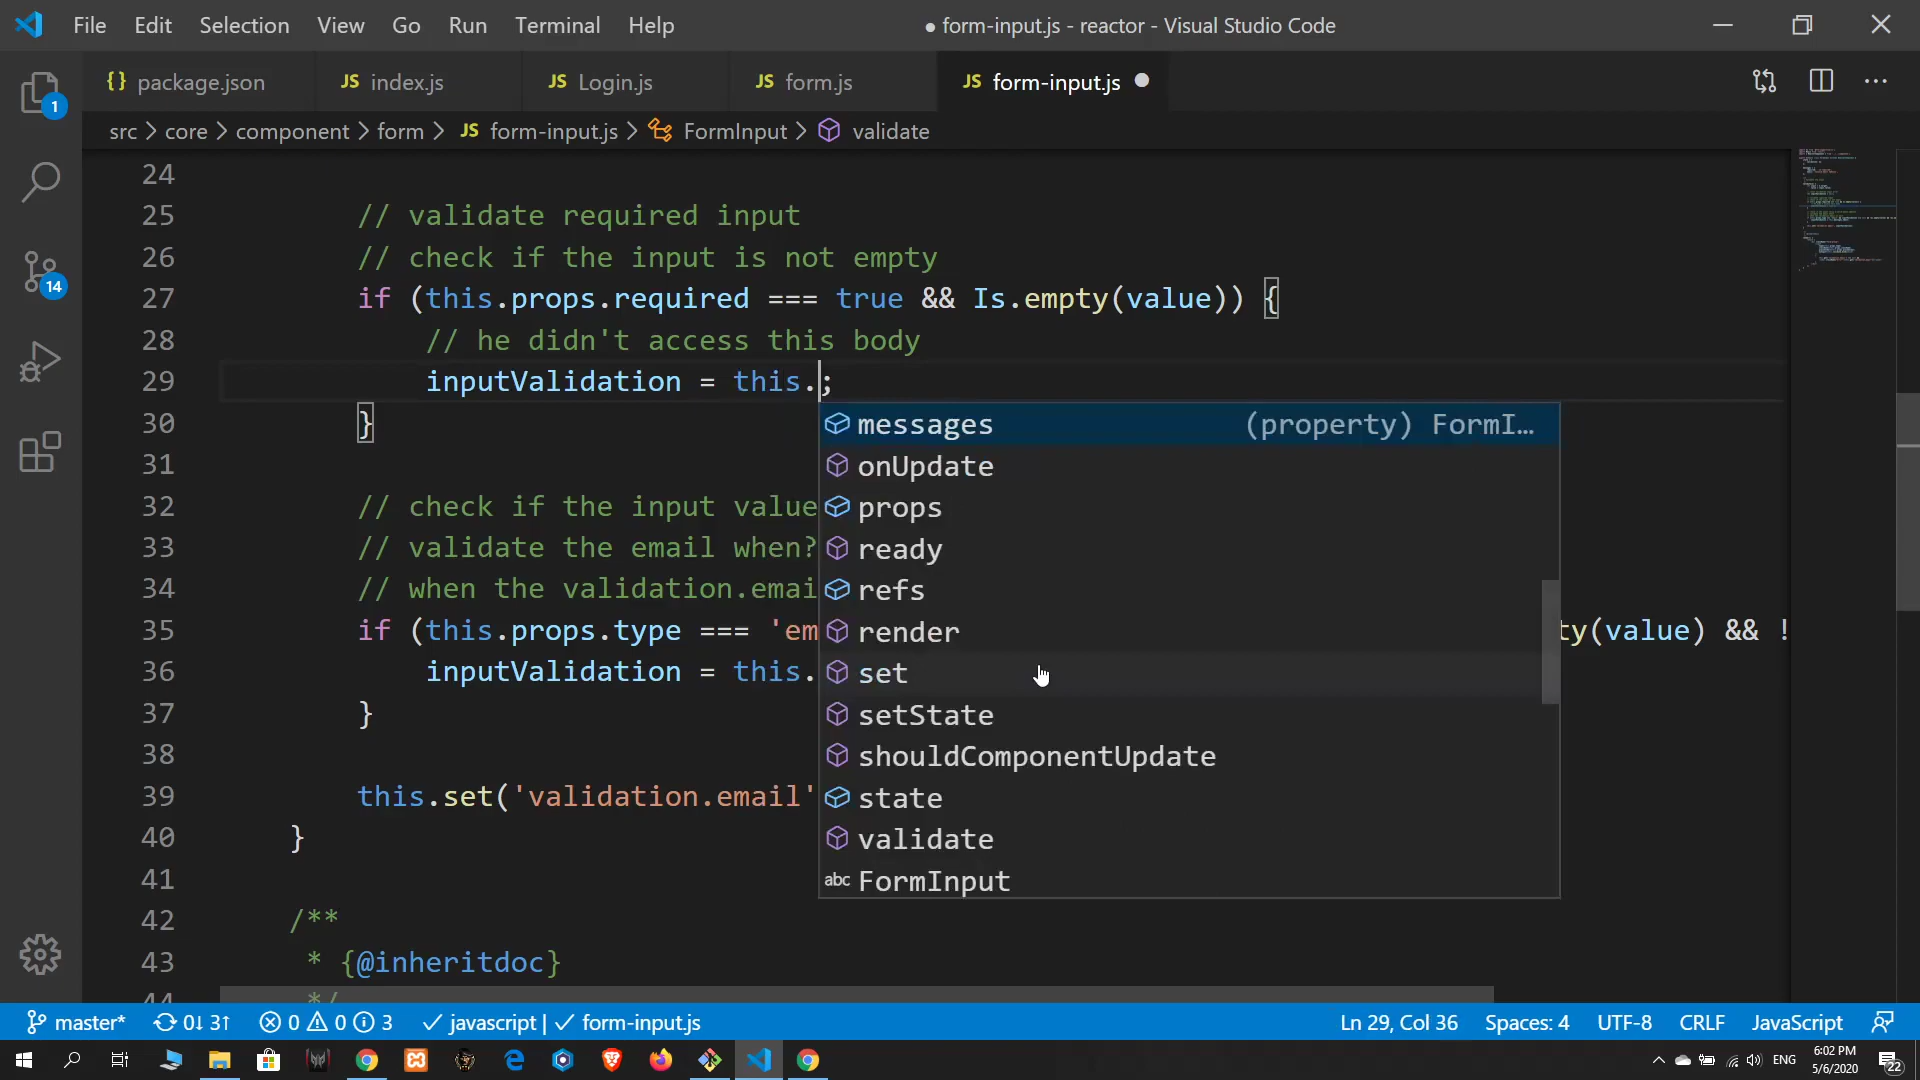 File Edit Selection View Go Run Terminal Help
● form-input.js - reactor - Visual Studio Code
{} package.json
JS index.js
JS Login.js
JS form.js
JS form-input.js
src > core > component > form > JS form-input.js > FormInput > validate
24
25 // validate required input
26 // check if the input is not empty
27 if (this.props.required === true && Is.empty(value)) {
28 // he didn't access this body
29 inputValidation = this.;
30 }
31
32 // check if the input value
33 // validate the email when?
34 // when the validation.emai
35 if (this.props.type === 'em ty(value) && !
36 inputValidation = this.
37 }
38
39 this.set('validation.email'
40 }
41
42 /**
43 * {@inheritdoc}
44 */
messages (property) FormI…
onUpdate
props
ready
refs
render
set
setState
shouldComponentUpdate
state
validate
abc FormInput
1
14
master* 0↓ 3↑ 0 0 3 ✓ javascript | ✓ form-input.js
Ln 29, Col 36 Spaces: 4 UTF-8 CRLF JavaScript
ENG 6:02 PM
5/6/2020
22